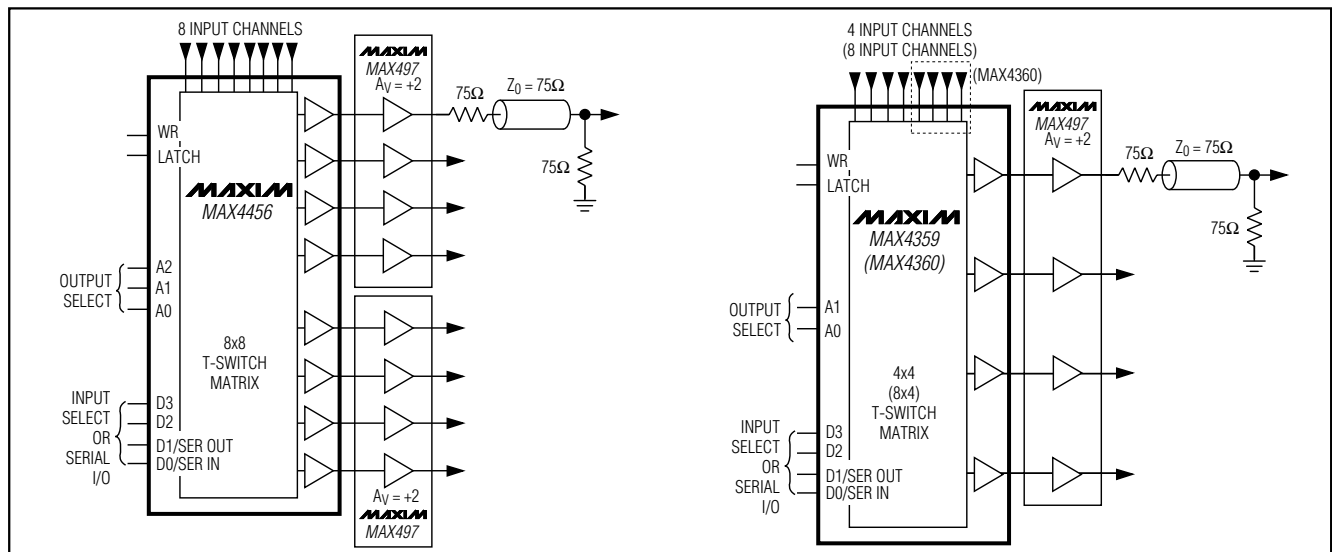 8 INPUT CHANNELS
MAXIM
MAX497
AV = +2
75Ω
Z0 = 75Ω
75Ω
WR
LATCH
MAXIM
MAX4456
OUTPUT
SELECT
A2
A1
A0
8x8
T-SWITCH
MATRIX
INPUT
SELECT
OR
SERIAL
I/O
D3
D2
D1/SER OUT
D0/SER IN
AV = +2
MAXIM
MAX497
4 INPUT CHANNELS
(8 INPUT CHANNELS)
(MAX4360)
MAXIM
MAX497
AV = +2
75Ω
Z0 = 75Ω
75Ω
WR
LATCH
MAXIM
MAX4359
(MAX4360)
OUTPUT
SELECT
A1
A0
4x4
(8x4)
T-SWITCH
MATRIX
INPUT
SELECT
OR
SERIAL
I/O
D3
D2
D1/SER OUT
D0/SER IN